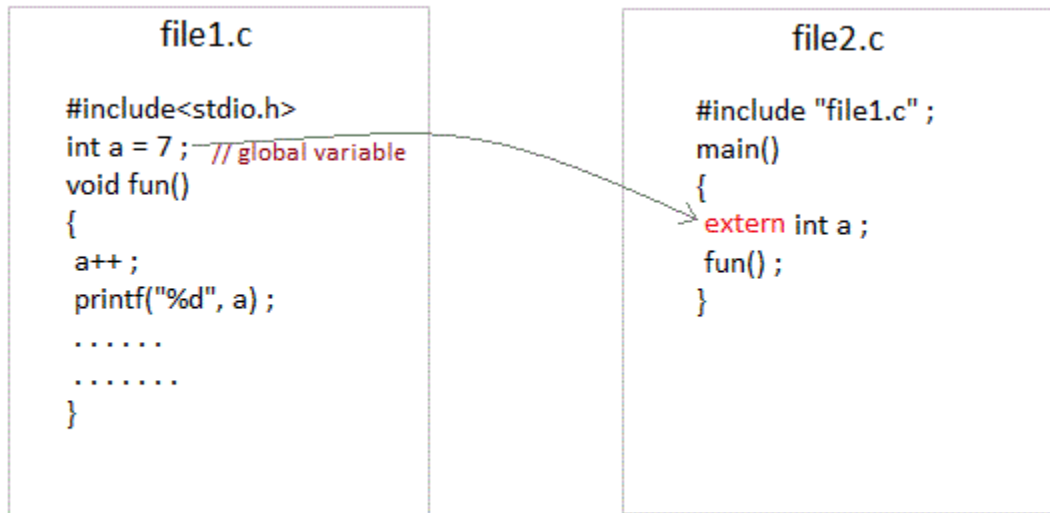 file1.c
#include<stdio.h>
int a = 7 ; // global variable
void fun()
{
a++ ;
printf("%d", a) ;
. . . . . .
. . . . . . .
}
file2.c
#include "file1.c" ;
main()
{
extern int a ;
fun() ;
}